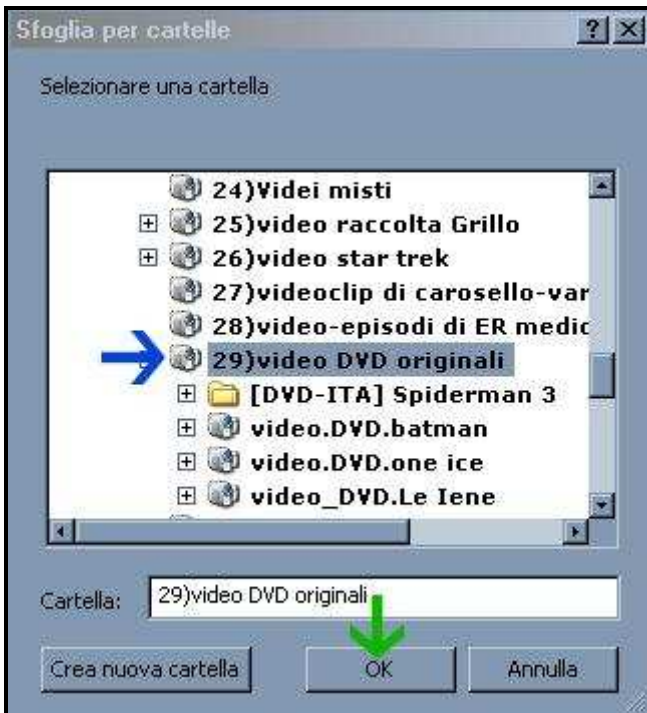 Sfoglia per cartelle
Selezionare una cartella
24)Videi misti
25)video raccolta Grillo
26)video star trek
27)videoclip di carosello-var
28)video-episodi di ER medic
29)video DVD originali
[DVD-ITA] Spiderman 3
video.DVD.batman
video.DVD.one ice
video_DVD.Le Iene
Cartella: 29)video DVD originali
Crea nuova cartella OK Annulla